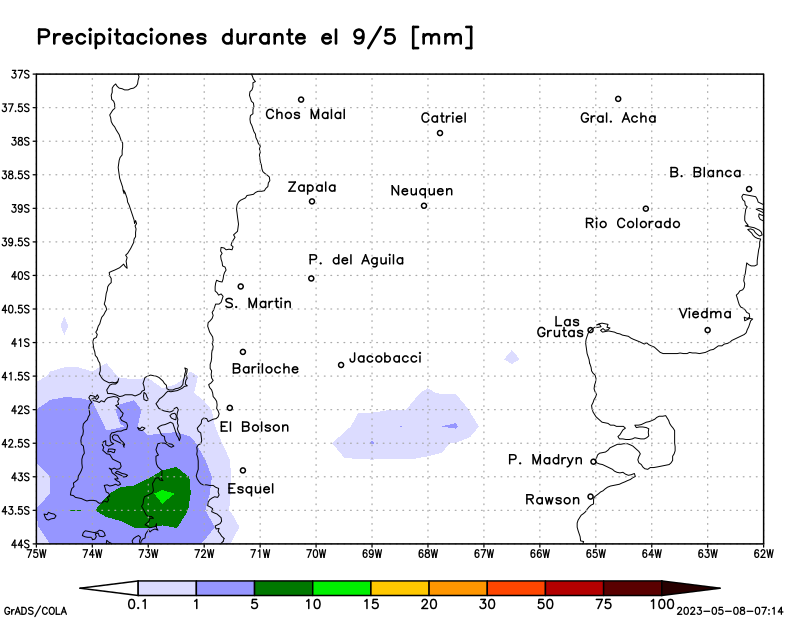 Precipitaciones durante el 9/5 [mm]
37S
37.5S
38S
38.5S
39S
39.5S
40S
40.5S
41S
41.5S
42S
42.5S
43S
43.5S
44S
Chos Malal
Catriel
Gral. Acha
B. Blanca
Zapala
Neuquen
Rio Colorado
P. del Aguila
S. Martin
Las
Grutas
Viedma
Bariloche
Jacobacci
El Bolson
Esquel
P. Madryn
Rawson
75W 74W 73W 72W 71W 70W 69W 68W 67W 66W 65W 64W 63W 62W
0.1 1 5 10 15 20 30 50 75 100
GrADS/COLA
2023-05-08-07:14